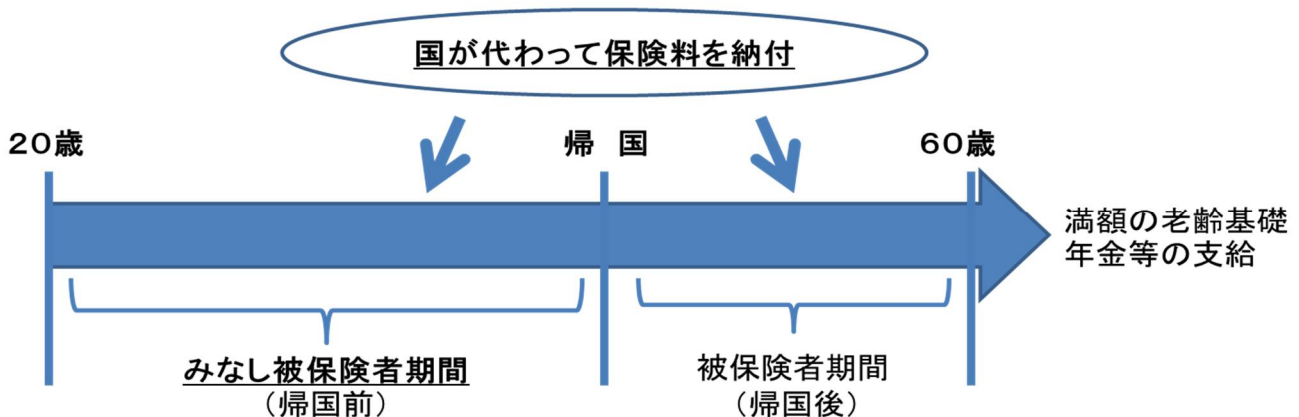 国が代わって保険料を納付
20歳
帰 国
60歳
満額の老齢基礎
年金等の支給
みなし被保険者期間
（帰国前）
被保険者期間
（帰国後）